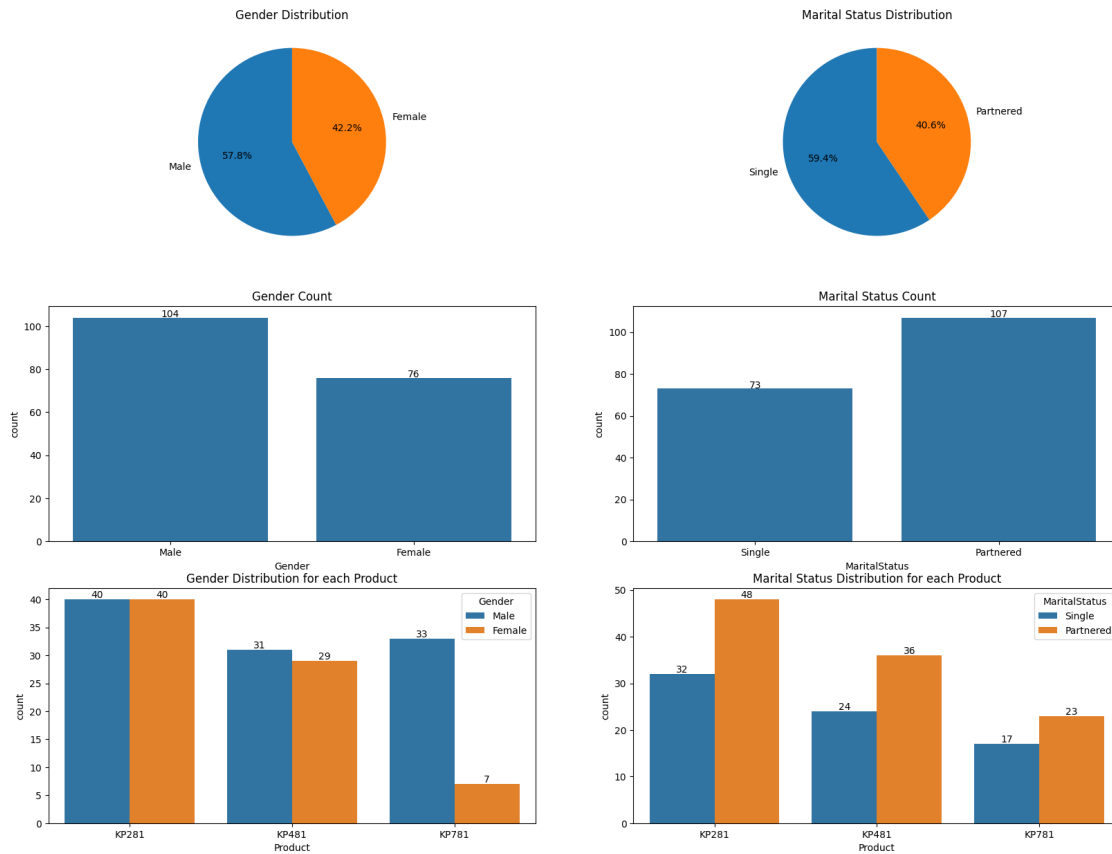 Gender Distribution
Female
42.2%
57.8%
Male
Marital Status Distribution
Partnered
40.6%
59.4%
Single
Gender Count
104
76
100
80
60
40
20
0
count
Male
Female
Gender
Marital Status Count
107
73
100
80
60
40
20
0
count
Single
Partnered
MaritalStatus
Gender Distribution for each Product
40
35
30
25
20
15
10
5
0
count
40
40
31
29
33
7
Gender
Male
Female
KP281
KP481
KP781
Product
Marital Status Distribution for each Product
50
40
30
20
10
0
count
32
48
24
36
17
23
MaritalStatus
Single
Partnered
KP281
KP481
KP781
Product